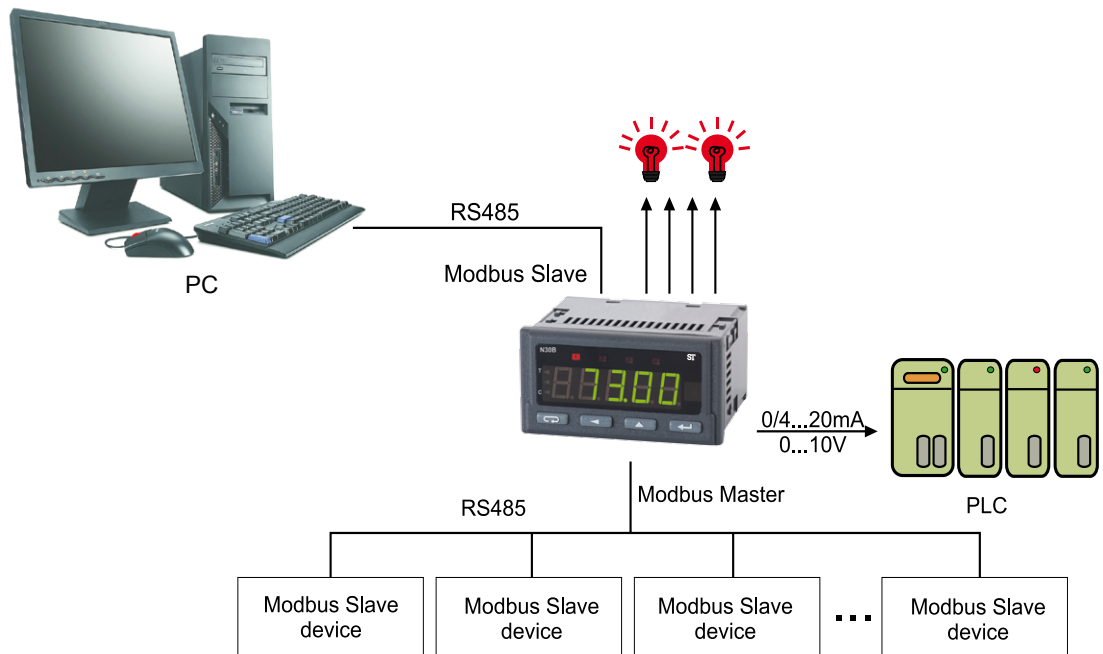 RS485
Modbus Slave
PC
N30B
ST
T
C
73.00
0/4...20mA
0...10V
PLC
Modbus Master
RS485
Modbus Slave
device
Modbus Slave
device
Modbus Slave
device
...
Modbus Slave
device